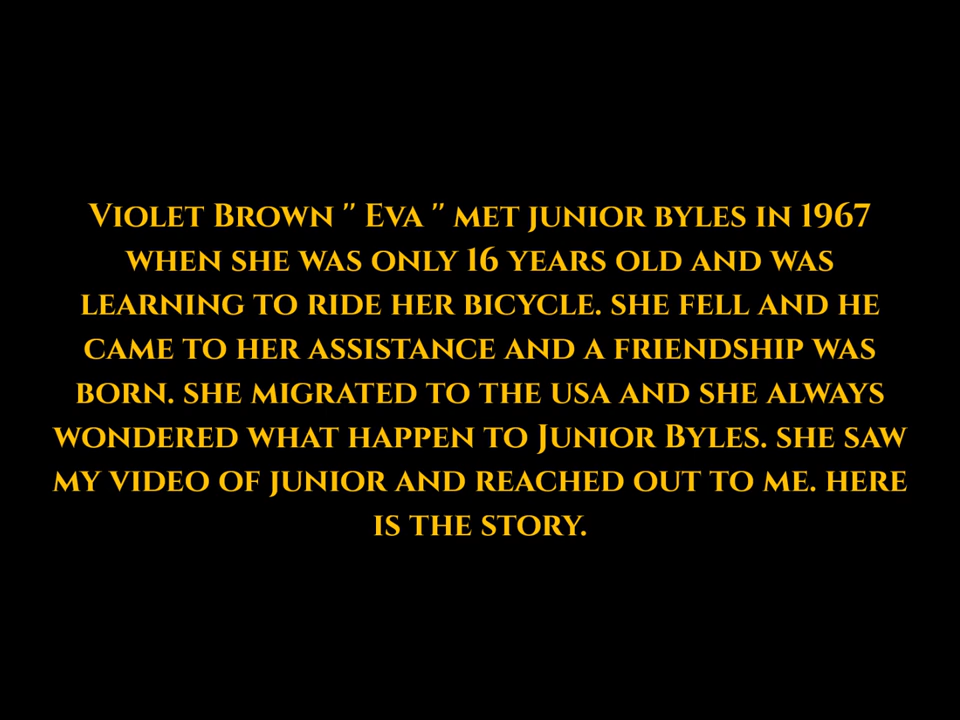 Violet Brown " Eva " met junior byles in 1967
when she was only 16 years old and was
learning to ride her bicycle. she fell and he
came to her assistance and a friendship was
born. she migrated to the usa and she always
wondered what happen to Junior Byles. she saw
my video of junior and reached out to me. here
is the story.